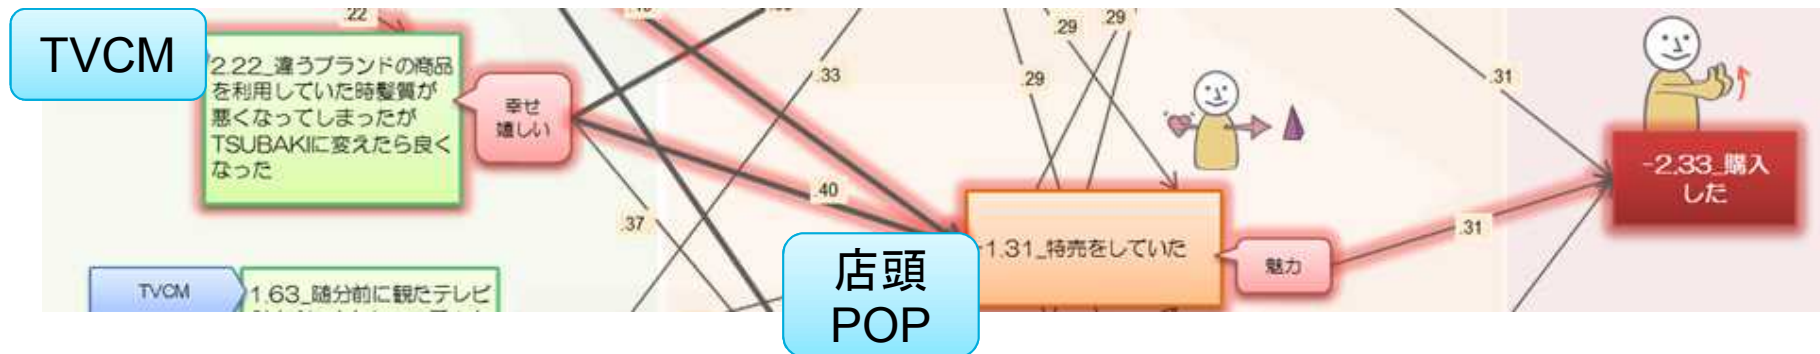 TVCM
.22
2.22_違うブランドの商品
を利用していた時髪質が
悪くなってしまったが
TSUBAKIに変えたら良く
なった
幸せ
嬉しい
.33
.29
.29
.29
.31
.40
.37
-2.33_購入
した
.31
-1.31_特売をしていた
魅力
店頭
POP
TVCM
1.63_随分前に観たテレビ